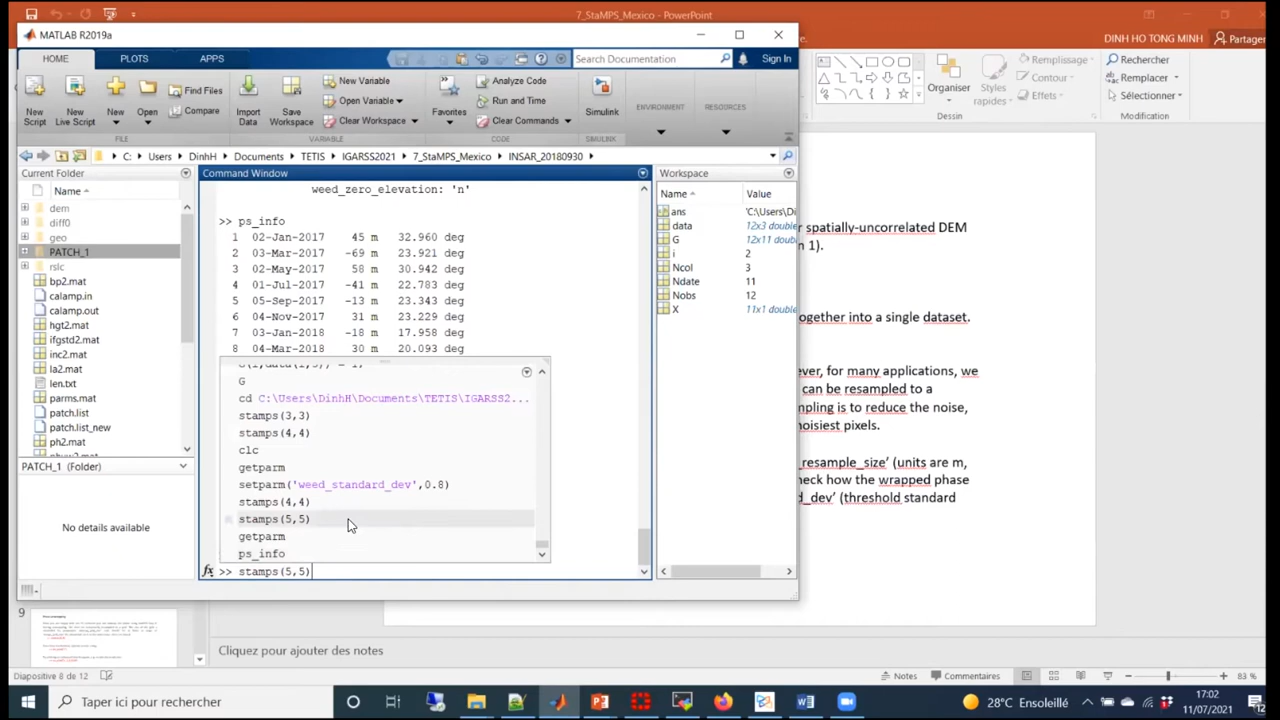 7_StaMPS_Mexico - PowerPoint
DINH HO TONG MINH
Partager
MATLAB R2019a
HOME
PLOTS
APPS
Search Documentation
Sign In
New Script
New Live Script
New
Open
Find Files
Compare
Import Data
Save Workspace
New Variable
Open Variable
Clear Workspace
Favorites
Analyze Code
Run and Time
Clear Commands
Simulink
ENVIRONMENT
RESOURCES
FILE
VARIABLE
CODE
SIMULINK
Organiser
Styles rapides
Remplissage
Contour
Effets
Rechercher
Remplacer
Sélectionner
Dessin
Modification
C: Users DinhH Documents TETIS IGARSS2021 7_StaMPS_Mexico INSAR_20180930
Current Folder
Name
dem
diff0
geo
PATCH_1
rslc
bp2.mat
calamp.in
calamp.out
hgt2.mat
ifgstd2.mat
inc2.mat
la2.mat
len.txt
parms.mat
patch.list
patch.list_new
ph2.mat
PATCH_1 (Folder)
No details available
Command Window
weed_zero_elevation: 'n'
>> ps_info
1 02-Jan-2017 45 m 32.960 deg
2 03-Mar-2017 -69 m 23.921 deg
3 02-May-2017 58 m 30.942 deg
4 01-Jul-2017 -41 m 22.783 deg
5 05-Sep-2017 -13 m 23.343 deg
6 04-Nov-2017 31 m 23.229 deg
7 03-Jan-2018 -18 m 17.958 deg
8 04-Mar-2018 30 m 20.093 deg
G
cd C:\Users\DinhH\Documents\TETIS\IGARSS2...
stamps(3,3)
stamps(4,4)
clc
getparm
setparm('weed_standard_dev',0.8)
stamps(4,4)
stamps(5,5)
getparm
ps_info
fx >> stamps(5,5)
Workspace
Name Value
ans 'C:\Users\Di
data 12x3 double
G 12x11 double
i 2
Ncol 3
Ndate 11
Nobs 12
X 11x1 double
r spatially-uncorrelated DEM
n 1).
ogether into a single dataset.
ever, for many applications, we
can be resampled to a
mpling is to reduce the noise,
noisiest pixels.
_resample_size' (units are m,
heck how the wrapped phase
d_dev' (threshold standard
9
Cliquez pour ajouter des notes
Diapositive 8 de 12
Notes
Commentaires
83 %
Taper ici pour rechercher
28°C Ensoleillé
17:02
11/07/2021